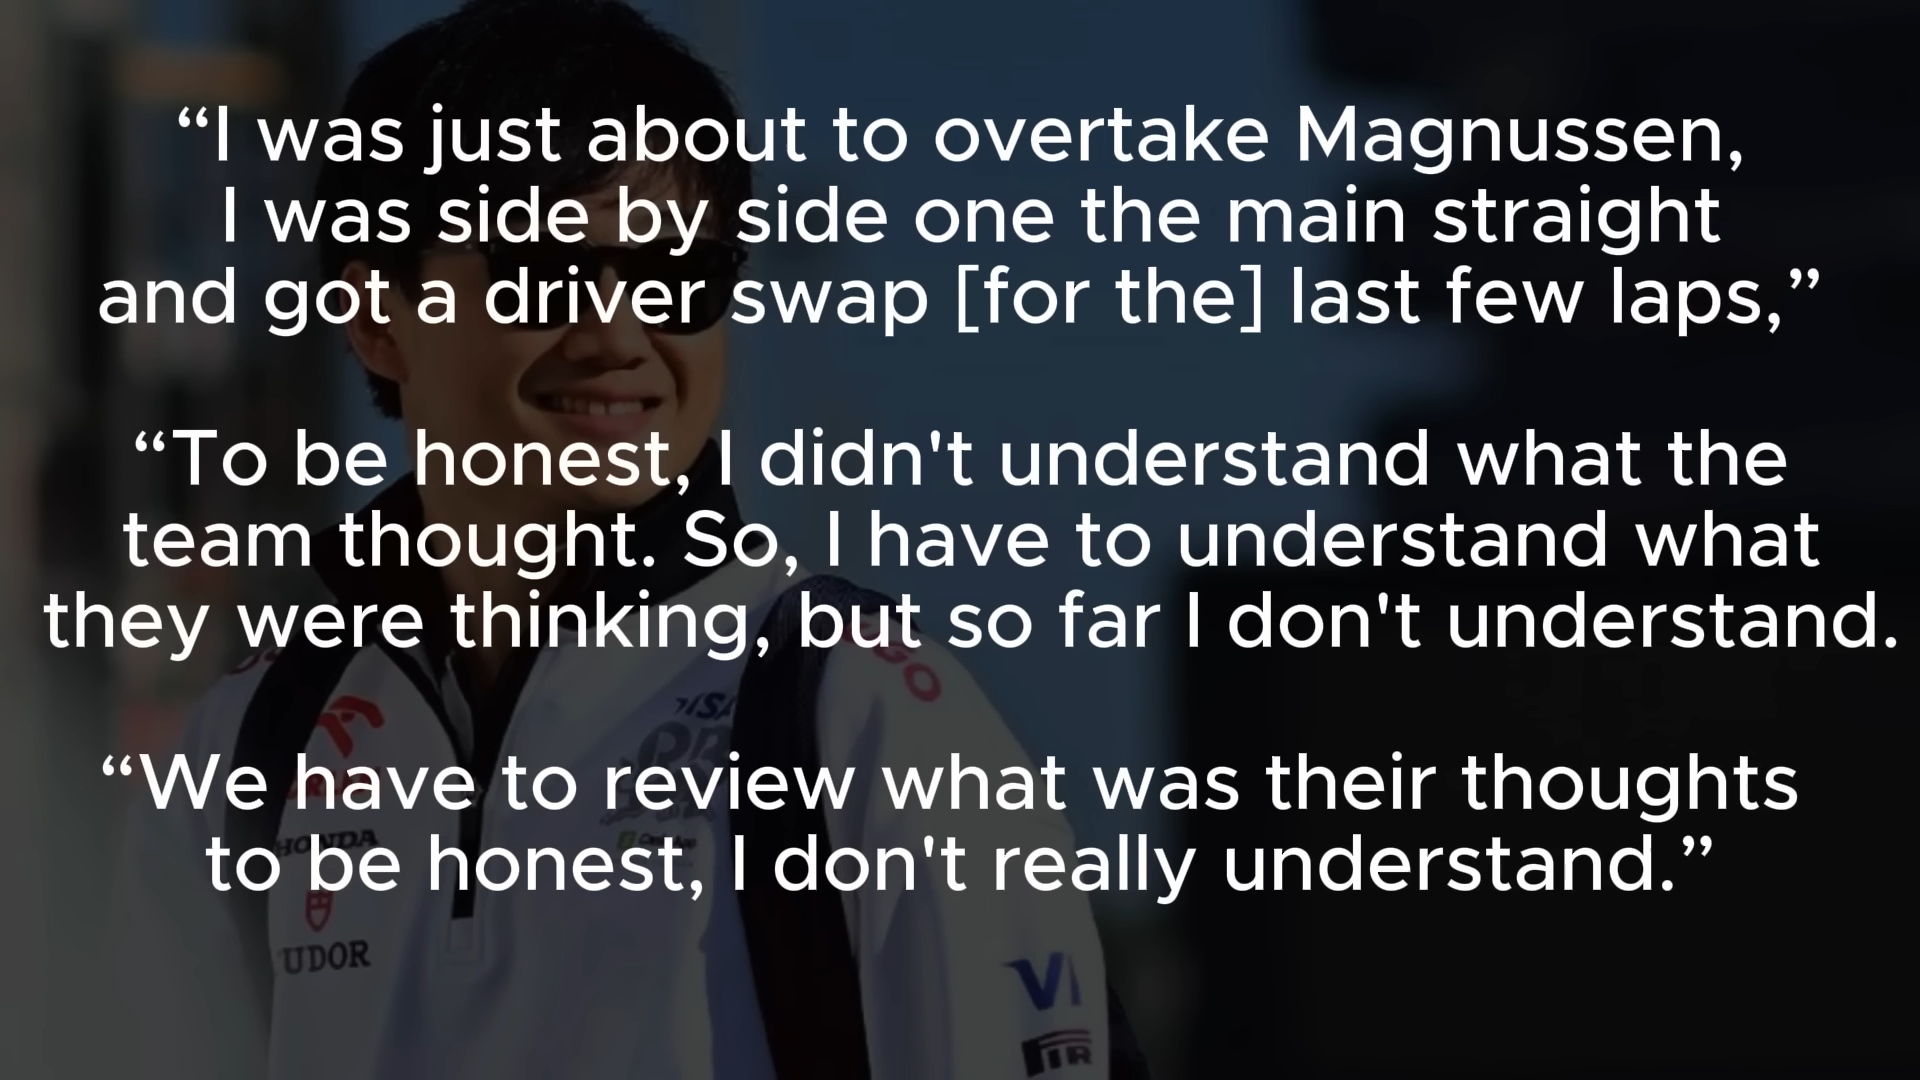 “I was just about to overtake Magnussen,
I was side by side one the main straight
and got a driver swap [for the] last few laps,”
“To be honest, I didn't understand what the
team thought. So, I have to understand what
they were thinking, but so far I don't understand.
“We have to review what was their thoughts
to be honest, I don't really understand.”
VISA
HONDA
TUDOR